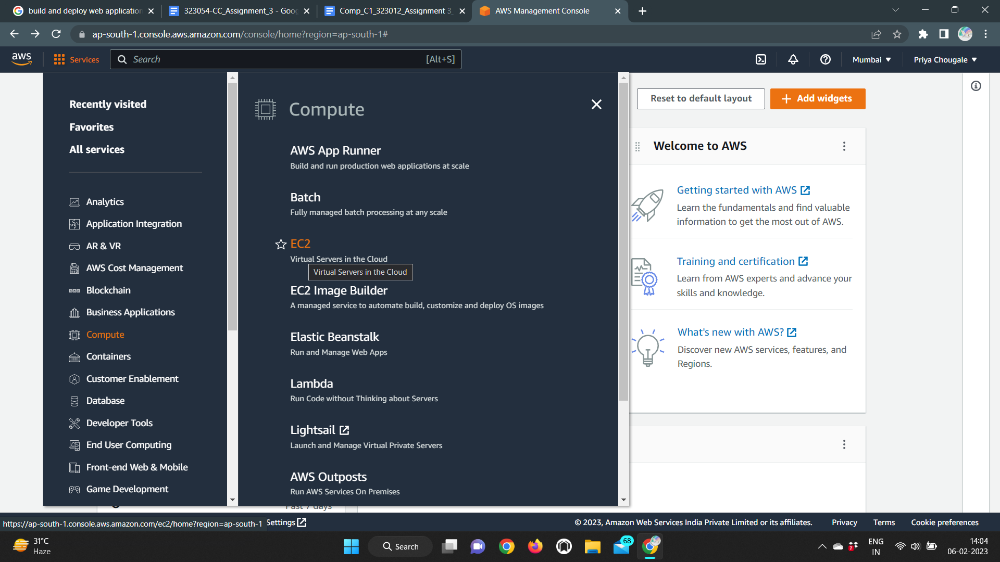 build and deploy web application
323054-CC_Assignment_3 - Goog
Comp_C1_323012_Assignment 3_
AWS Management Console
ap-south-1.console.aws.amazon.com/console/home?region=ap-south-1#
aws
Services
Search
[Alt+S]
Mumbai
Priya Chougale
Recently visited
Favorites
All services
Analytics
Application Integration
AR & VR
AWS Cost Management
Blockchain
Business Applications
Compute
Containers
Customer Enablement
Database
Developer Tools
End User Computing
Front-end Web & Mobile
Game Development
Compute
AWS App Runner
Build and run production web applications at scale
Batch
Fully managed batch processing at any scale
EC2
Virtual Servers in the Cloud
Virtual Servers in the Cloud
EC2 Image Builder
A managed service to automate build, customize and deploy OS images
Elastic Beanstalk
Run and Manage Web Apps
Lambda
Run Code without Thinking about Servers
Lightsail
Launch and Manage Virtual Private Servers
AWS Outposts
Run AWS Services On Premises
Past 7 days
Reset to default layout
Add widgets
Welcome to AWS
Getting started with AWS
Learn the fundamentals and find valuable
information to get the most out of AWS.
Training and certification
Learn from AWS experts and advance your
skills and knowledge.
What's new with AWS?
Discover new AWS services, features, and
Regions.
https://ap-south-1.console.aws.amazon.com/ec2/home?region=ap-south-1
Settings
© 2023, Amazon Web Services India Private Limited or its affiliates.
Privacy
Terms
Cookie preferences
31°C
Haze
Search
68
7
ENG
IN
14:04
06-02-2023